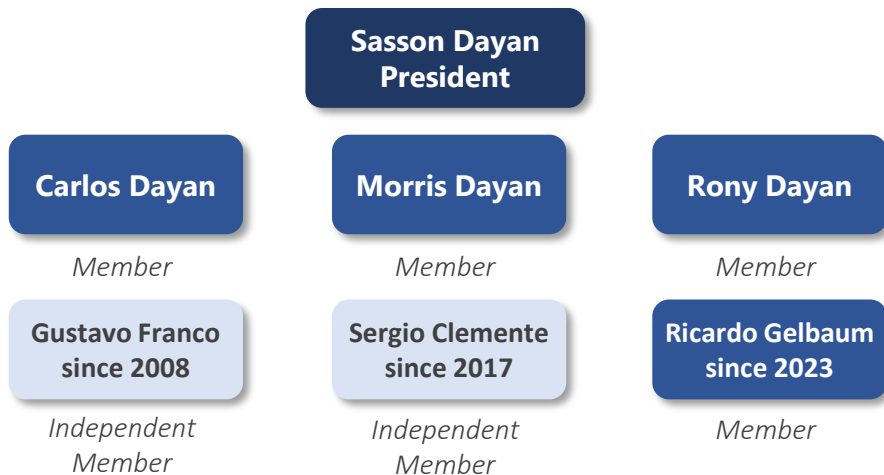 Sasson Dayan
President
Carlos Dayan
Morris Dayan
Rony Dayan
Member
Member
Member
Gustavo Franco
since 2008
Sergio Clemente
since 2017
Ricardo Gelbaum
since 2023
Independent
Member
Independent
Member
Member